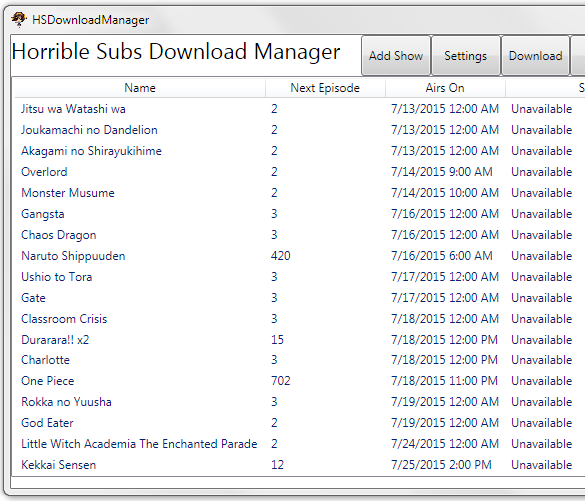 HSDownloadManager
Horrible Subs Download Manager Add Show Settings Download
Name Next Episode Airs On S
Jitsu wa Watashi wa 2 7/13/2015 12:00 AM Unavailable
Joukamachi no Dandelion 2 7/13/2015 12:00 AM Unavailable
Akagami no Shirayukihime 2 7/13/2015 12:00 AM Unavailable
Overlord 2 7/14/2015 9:00 AM Unavailable
Monster Musume 2 7/14/2015 10:00 AM Unavailable
Gangsta 3 7/16/2015 12:00 AM Unavailable
Chaos Dragon 3 7/16/2015 12:00 AM Unavailable
Naruto Shippuuden 420 7/16/2015 6:00 AM Unavailable
Ushio to Tora 3 7/17/2015 12:00 AM Unavailable
Gate 3 7/17/2015 12:00 AM Unavailable
Classroom Crisis 3 7/18/2015 12:00 AM Unavailable
Durarara!! x2 15 7/18/2015 12:00 PM Unavailable
Charlotte 3 7/18/2015 12:00 PM Unavailable
One Piece 702 7/18/2015 11:00 PM Unavailable
Rokka no Yuusha 3 7/19/2015 12:00 AM Unavailable
God Eater 2 7/19/2015 12:00 AM Unavailable
Little Witch Academia The Enchanted Parade 2 7/24/2015 12:00 AM Unavailable
Kekkai Sensen 12 7/25/2015 2:00 PM Unavailable